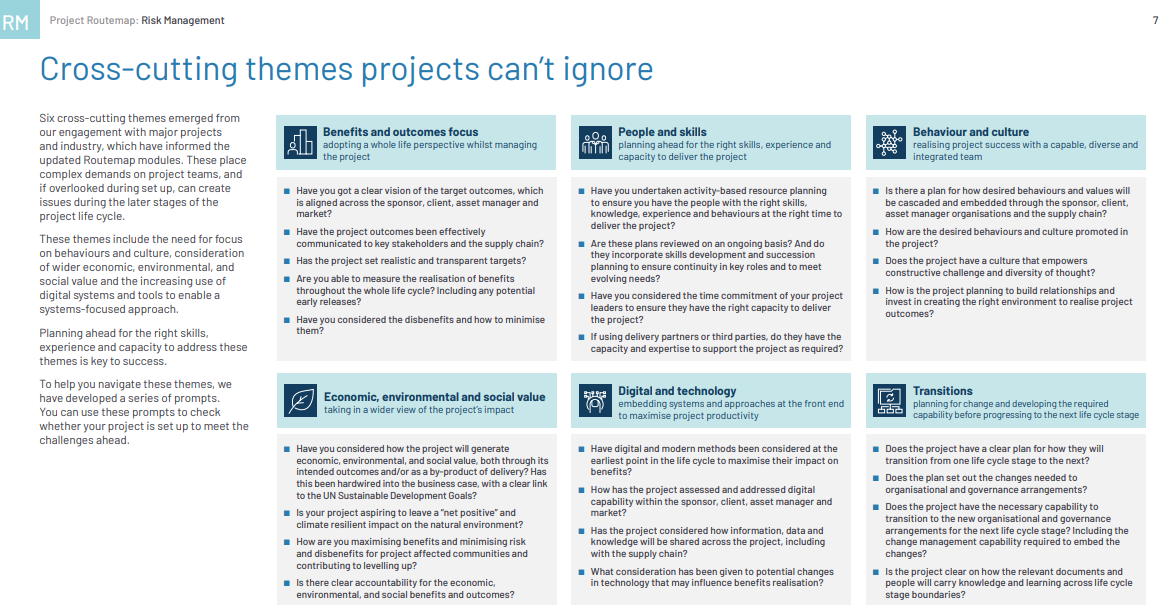 RM
Project Routemap: Risk Management
7
Cross-cutting themes projects can't ignore
Six cross-cutting themes emerged from
our engagement with major projects
and industry, which have informed the
updated Routemap modules. These place
complex demands on project teams, and
if overlooked during set up, can create
issues during the later stages of the
project life cycle.
These themes include the need for focus
on behaviours and culture, consideration
of wider economic, environmental, and
social value and the increasing use of
digital systems and tools to enable a
systems-focused approach.
Planning ahead for the right skills,
experience and capacity to address these
themes is key to success.
To help you navigate these themes, we
have developed a series of prompts.
You can use these prompts to check
whether your project is set up to meet the
challenges ahead.
Benefits and outcomes focus
adopting a whole life perspective whilst managing
the project
Have you got a clear vision of the target outcomes, which
is aligned across the sponsor, client, asset manager and
market?
Have the project outcomes been effectively
communicated to key stakeholders and the supply chain?
Has the project set realistic and transparent targets?
Are you able to measure the realisation of benefits
throughout the whole life cycle? Including any potential
early releases?
Have you considered the disbenefits and how to minimise
them?
People and skills
planning ahead for the right skills, experience and
capacity to deliver the project
Have you undertaken activity-based resource planning
to ensure you have the people with the right skills,
knowledge, experience and behaviours at the right time to
deliver the project?
Are these plans reviewed on an ongoing basis? And do
they incorporate skills development and succession
planning to ensure continuity in key roles and to meet
evolving needs?
Have you considered the time commitment of your project
leaders to ensure they have the right capacity to deliver
the project?
If using delivery partners or third parties, do they have the
capacity and expertise to support the project as required?
Behaviour and culture
realising project success with a capable, diverse and
integrated team
Is there a plan for how desired behaviours and values will
be cascaded and embedded through the sponsor, client,
asset manager organisations and the supply chain?
How are the desired behaviours and culture promoted in
the project?
Does the project have a culture that empowers
constructive challenge and diversity of thought?
How is the project planning to build relationships and
invest in creating the right environment to realise project
outcomes?
Economic, environmental and social value
taking in a wider view of the project's impact
Have you considered how the project will generate
economic, environmental, and social value, both through its
intended outcomes and/or as a by-product of delivery? Has
this been hardwired into the business case, with a clear link
to the UN Sustainable Development Goals?
Is your project aspiring to leave a "net positive" and
climate resilient impact on the natural environment?
How are you maximising benefits and minimising risk
and disbenefits for project affected communities and
contributing to levelling up?
Is there clear accountability for the economic,
environmental, and social benefits and outcomes?
Digital and technology
embedding systems and approaches at the front end
to maximise project productivity
Have digital and modern methods been considered at the
earliest point in the life cycle to maximise their impact on
benefits?
How has the project assessed and addressed digital
capability within the sponsor, client, asset manager and
market?
Has the project considered how information, data and
knowledge will be shared across the project, including
with the supply chain?
What consideration has been given to potential changes
in technology that may influence benefits realisation?
Transitions
planning for change and developing the required
capability before progressing to the next life cycle stage
Does the project have a clear plan for how they will
transition from one life cycle stage to the next?
Does the plan set out the changes needed to
organisational and governance arrangements?
Does the project have the necessary capability to
transition to the new organisational and governance
arrangements for the next life cycle stage? Including the
change management capability required to embed the
changes?
Is the project clear on how the relevant documents and
people will carry knowledge and learning across life cycle
stage boundaries?